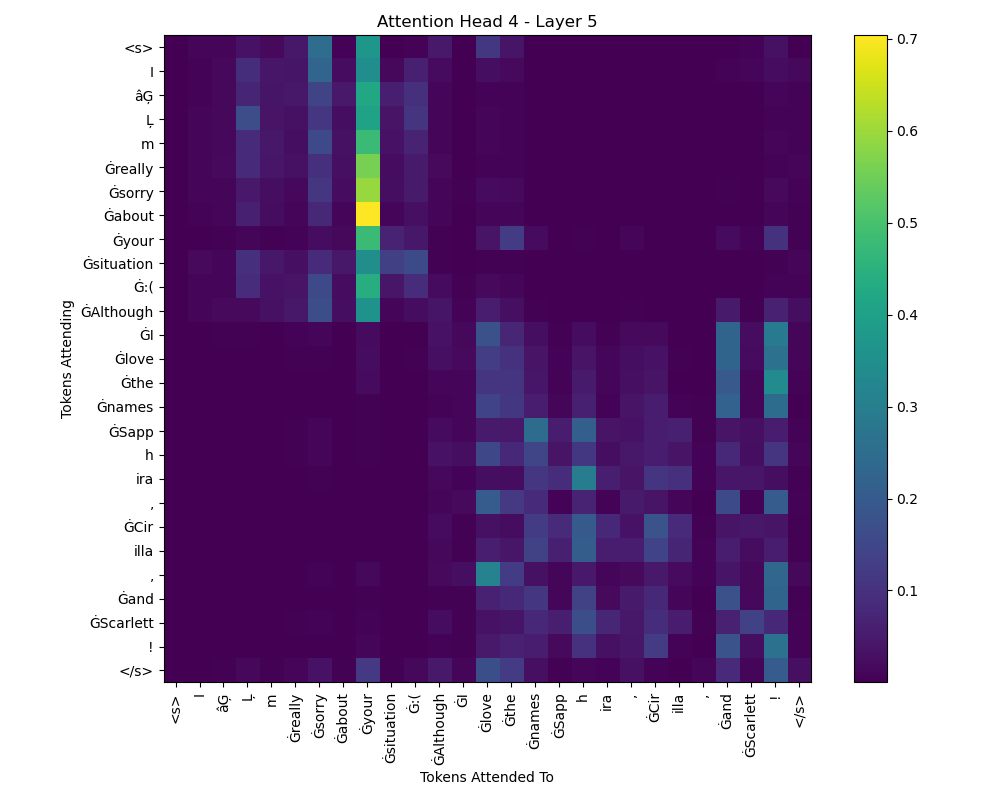 Attention Head 4 - Layer 5
<s>
I
âĢ
Ļ
m
Ġreally
Ġsorry
Ġabout
Ġyour
Ġsituation
Ġ:(
ĠAlthough
ĠI
Ġlove
Ġthe
Ġnames
ĠSapp
h
ira
,
ĠCir
illa
,
Ġand
ĠScarlett
!
</s>
Tokens Attending
<s>
I
âĢ
Ļ
m
Ġreally
Ġsorry
Ġabout
Ġyour
Ġsituation
Ġ:(
ĠAlthough
ĠI
Ġlove
Ġthe
Ġnames
ĠSapp
h
ira
,
ĠCir
illa
,
Ġand
ĠScarlett
!
</s>
Tokens Attended To
0.7
0.6
0.5
0.4
0.3
0.2
0.1